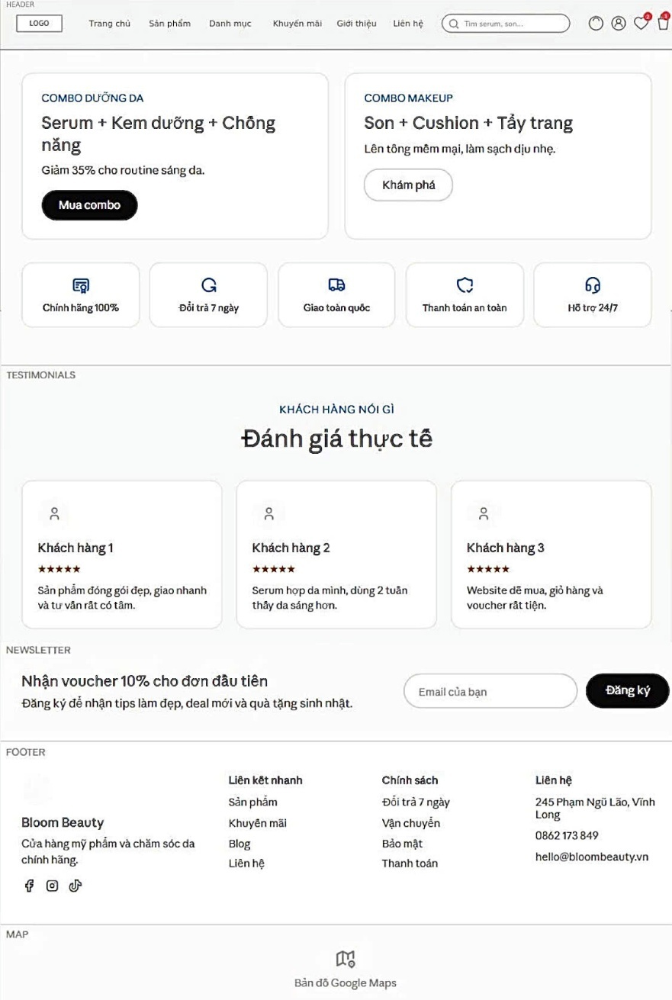 HEADER
LOGO
Trang chủ
Sản phẩm
Danh mục
Khuyến mãi
Giới thiệu
Liên hệ
Tìm serum, son...
2
1
COMBO DƯỠNG DA
Serum + Kem dưỡng + Chống
nắng
Giảm 35% cho routine sáng da.
Mua combo
COMBO MAKEUP
Son + Cushion + Tẩy trang
Lên tông mềm mại, làm sạch dịu nhẹ.
Khám phá
Chính hãng 100%
Đổi trả 7 ngày
Giao toàn quốc
Thanh toán an toàn
Hỗ trợ 24/7
TESTIMONIALS
KHÁCH HÀNG NÓI GÌ
Đánh giá thực tế
Khách hàng 1
★★★★★
Sản phẩm đóng gói đẹp, giao nhanh
và tư vấn rất có tâm.
Khách hàng 2
★★★★★
Serum hợp da mình, dùng 2 tuần
thấy da sáng hơn.
Khách hàng 3
★★★★★
Website dễ mua, giỏ hàng và
voucher rất tiện.
NEWSLETTER
Nhận voucher 10% cho đơn đầu tiên
Đăng ký để nhận tips làm đẹp, deal mới và quà tặng sinh nhật.
Email của bạn
Đăng ký
FOOTER
Bloom Beauty
Cửa hàng mỹ phẩm và chăm sóc da
chính hãng.
Liên kết nhanh
Sản phẩm
Khuyến mãi
Blog
Liên hệ
Chính sách
Đổi trả 7 ngày
Vận chuyển
Bảo mật
Thanh toán
Liên hệ
245 Phạm Ngũ Lão, Vĩnh
Long
0862 173 849
hello@bloombeauty.vn
MAP
Bản đồ Google Maps